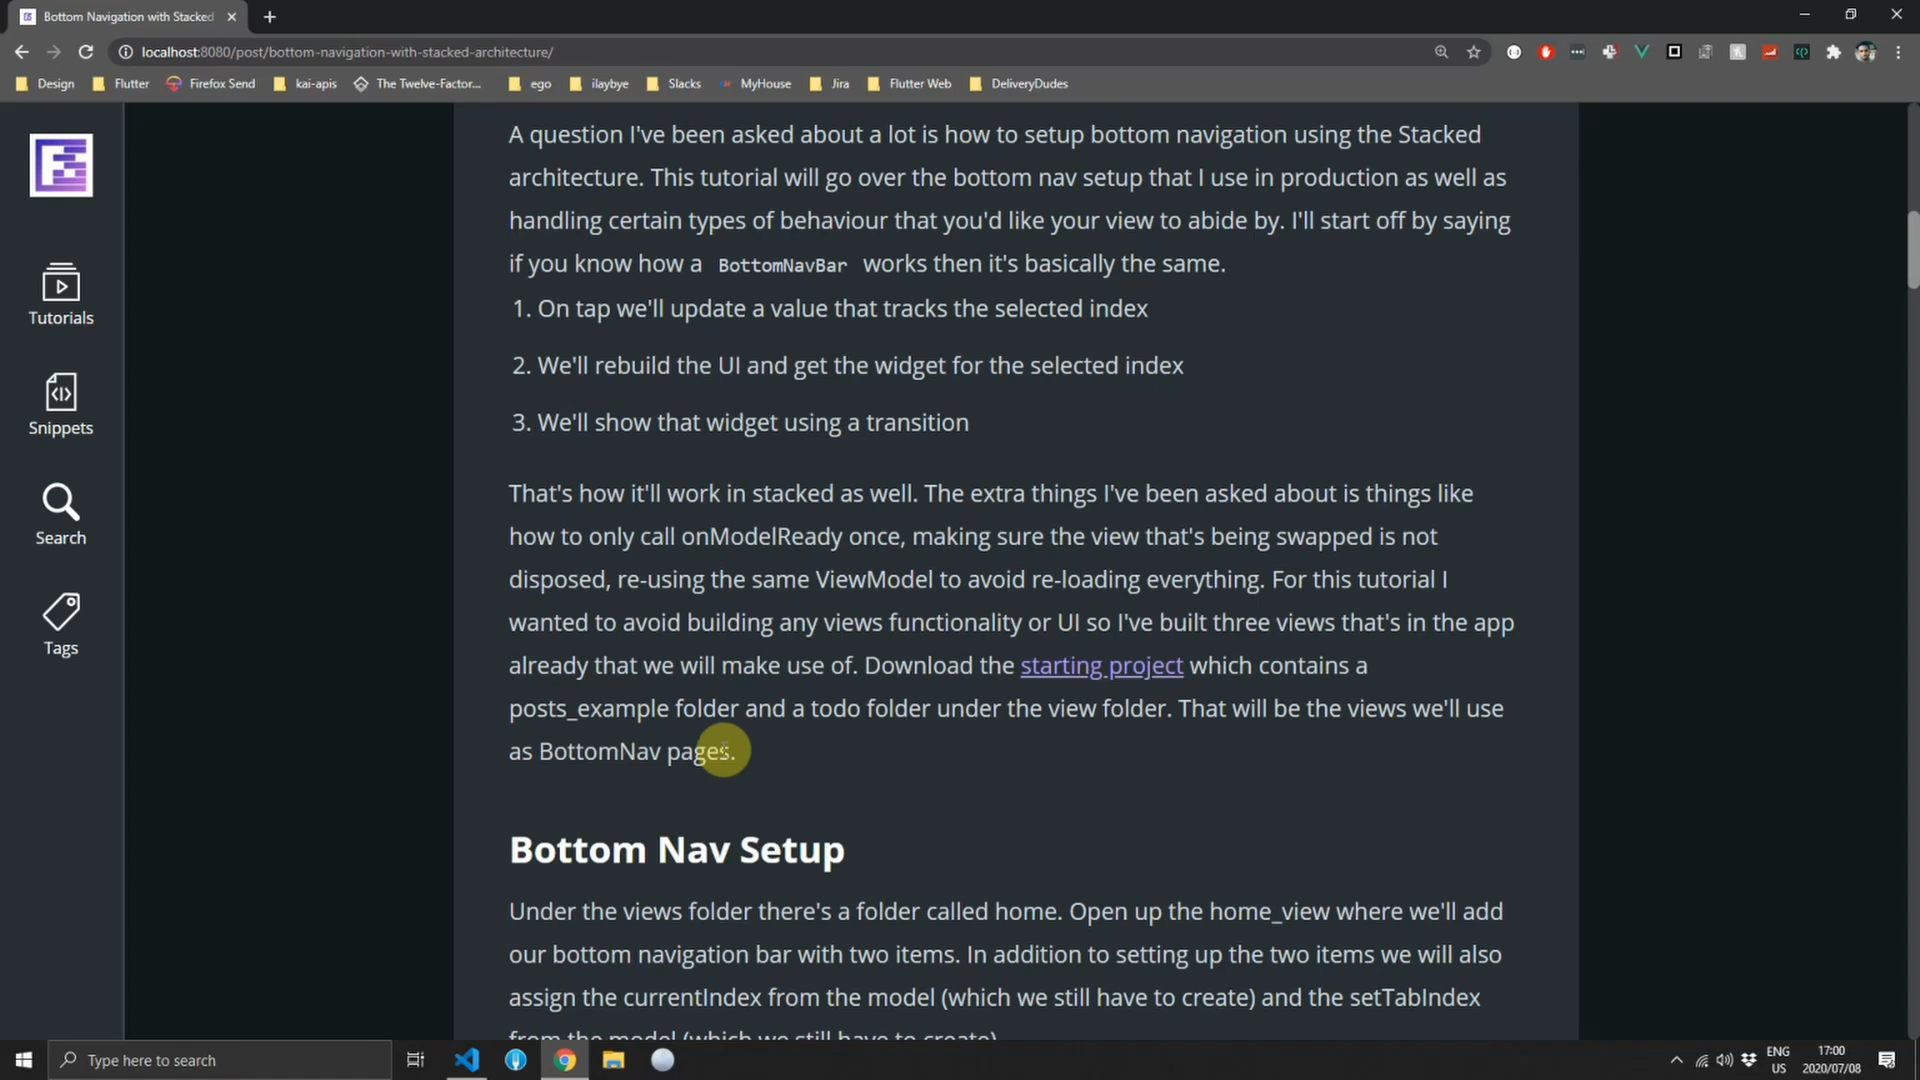 Bottom Navigation with Stacked
localhost:8080/post/bottom-navigation-with-stacked-architecture/
Design
Flutter
Firefox Send
kai-apis
The Twelve-Factor...
ego
ilaybye
Slacks
MyHouse
Jira
Flutter Web
DeliveryDudes
Tutorials
Snippets
Search
Tags
A question I've been asked about a lot is how to setup bottom navigation using the Stacked
architecture. This tutorial will go over the bottom nav setup that I use in production as well as
handling certain types of behaviour that you'd like your view to abide by. I'll start off by saying
if you know how a BottomNavBar works then it's basically the same.
1. On tap we'll update a value that tracks the selected index
2. We'll rebuild the UI and get the widget for the selected index
3. We'll show that widget using a transition
That's how it'll work in stacked as well. The extra things I've been asked about is things like
how to only call onModelReady once, making sure the view that's being swapped is not
disposed, re-using the same ViewModel to avoid re-loading everything. For this tutorial I
wanted to avoid building any views functionality or UI so I've built three views that's in the app
already that we will make use of. Download the starting project which contains a
posts_example folder and a todo folder under the view folder. That will be the views we'll use
as BottomNav pages.
Bottom Nav Setup
Under the views folder there's a folder called home. Open up the home_view where we'll add
our bottom navigation bar with two items. In addition to setting up the two items we will also
assign the currentIndex from the model (which we still have to create) and the setTabIndex
from the model (which we still have to create)
Type here to search
ENG
US
17:00
2020/07/08